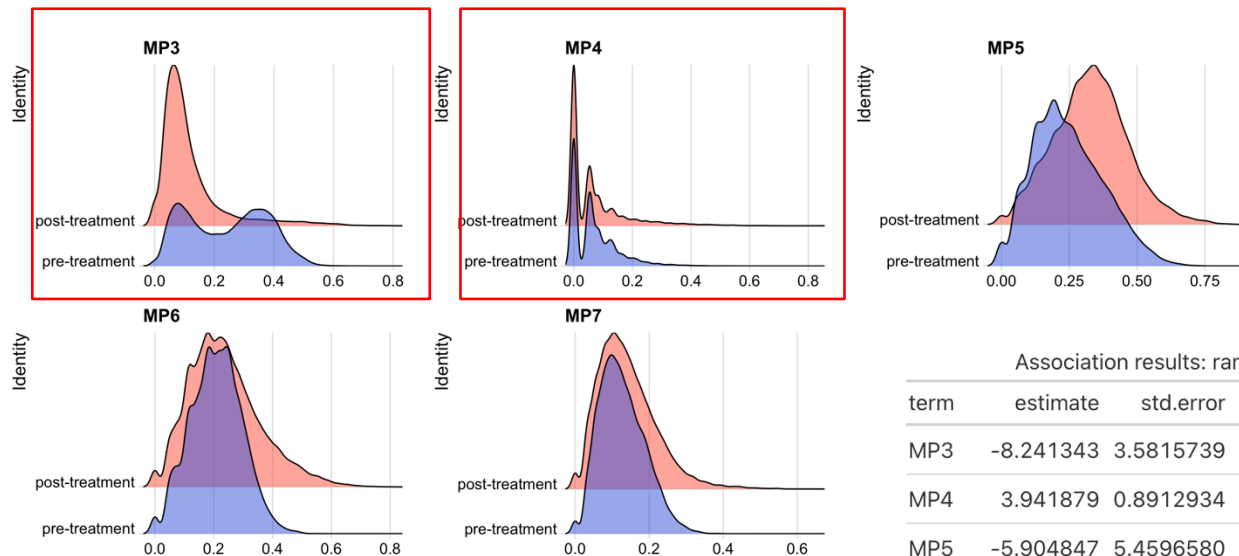 MP3
Identity
post-treatment
pre-treatment
0.0 0.2 0.4 0.6 0.8
MP4
Identity
post-treatment
pre-treatment
0.0 0.2 0.4 0.6 0.8
MP5
Identity
post-treatment
pre-treatment
0.00 0.25 0.50 0.75
MP6
Identity
post-treatment
pre-treatment
0.0 0.2 0.4 0.6 0.8
MP7
Identity
post-treatment
pre-treatment
0.0 0.2 0.4 0.6
Association results: rar
term estimate std.error
MP3 -8.241343 3.5815739
MP4 3.941879 0.8912934
MP5 -5.904847 5.4596580